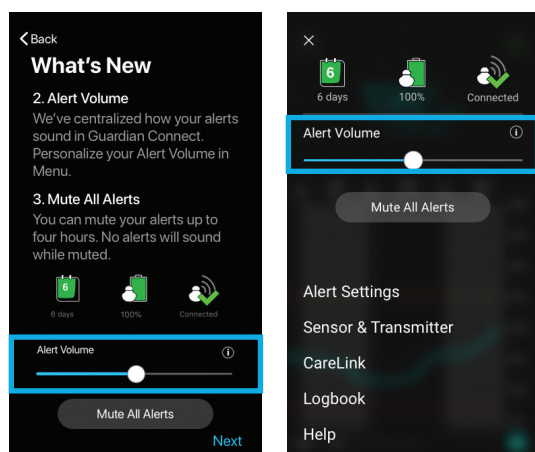 Back
What's New
2. Alert Volume
We've centralized how your alerts
sound in Guardian Connect.
Personalize your Alert Volume in
Menu.
3. Mute All Alerts
You can mute your alerts up to
four hours. No alerts will sound
while muted.
6
6 days
100%
Connected
Alert Volume
Mute All Alerts
Next
6
6 days
100%
Connected
Alert Volume
Mute All Alerts
Alert Settings
Sensor & Transmitter
CareLink
Logbook
Help